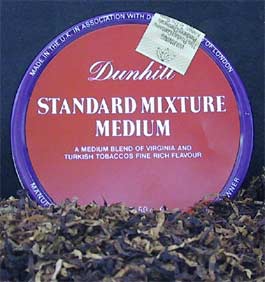 MADE IN THE U.K. IN ASSOCIATION WITH
OF LONDON
Dunhill
STANDARD MIXTURE
MEDIUM
A MEDIUM BLEND OF VIRGINIA AND
TURKISH TOBACCOS FINE RICH FLAVOUR